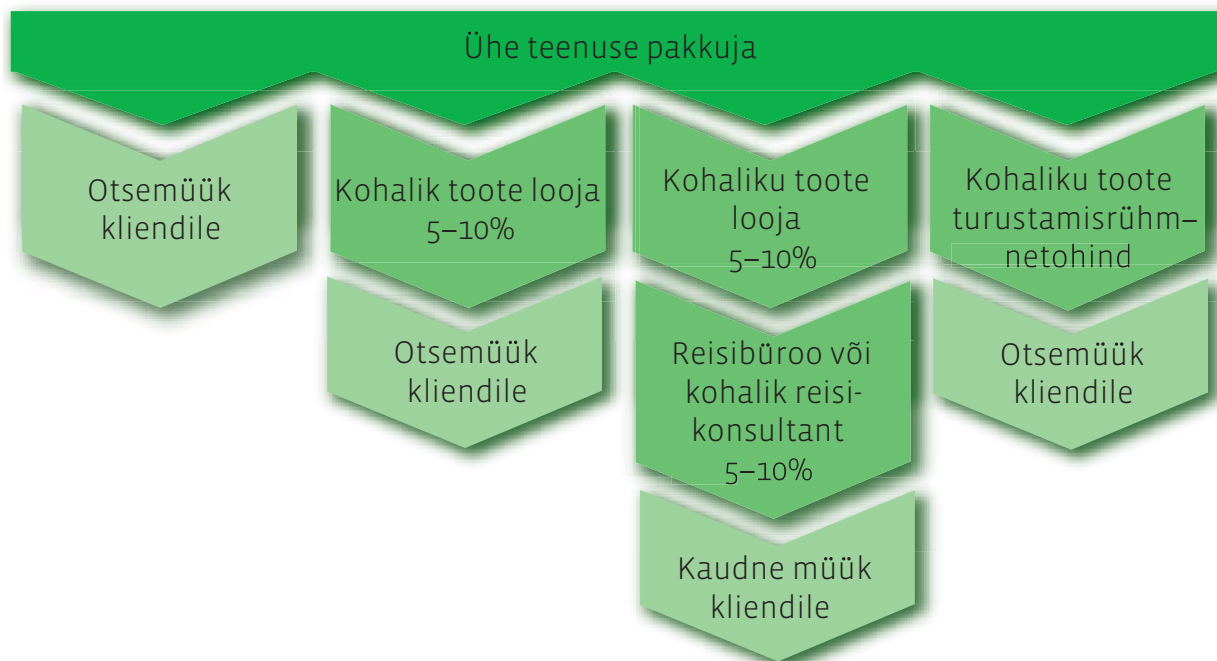 Ühe teenuse pakkuja
Otsemüük
kliendile
Kohalik toote looja
5–10%
Otsemüük
kliendile
Kohaliku toote
looja
5–10%
Reisibüroo või
kohalik reisi-
konsultant
5–10%
Kaudne müük
kliendile
Kohaliku toote
turustamisrühm–
netohind
Otsemüük
kliendile